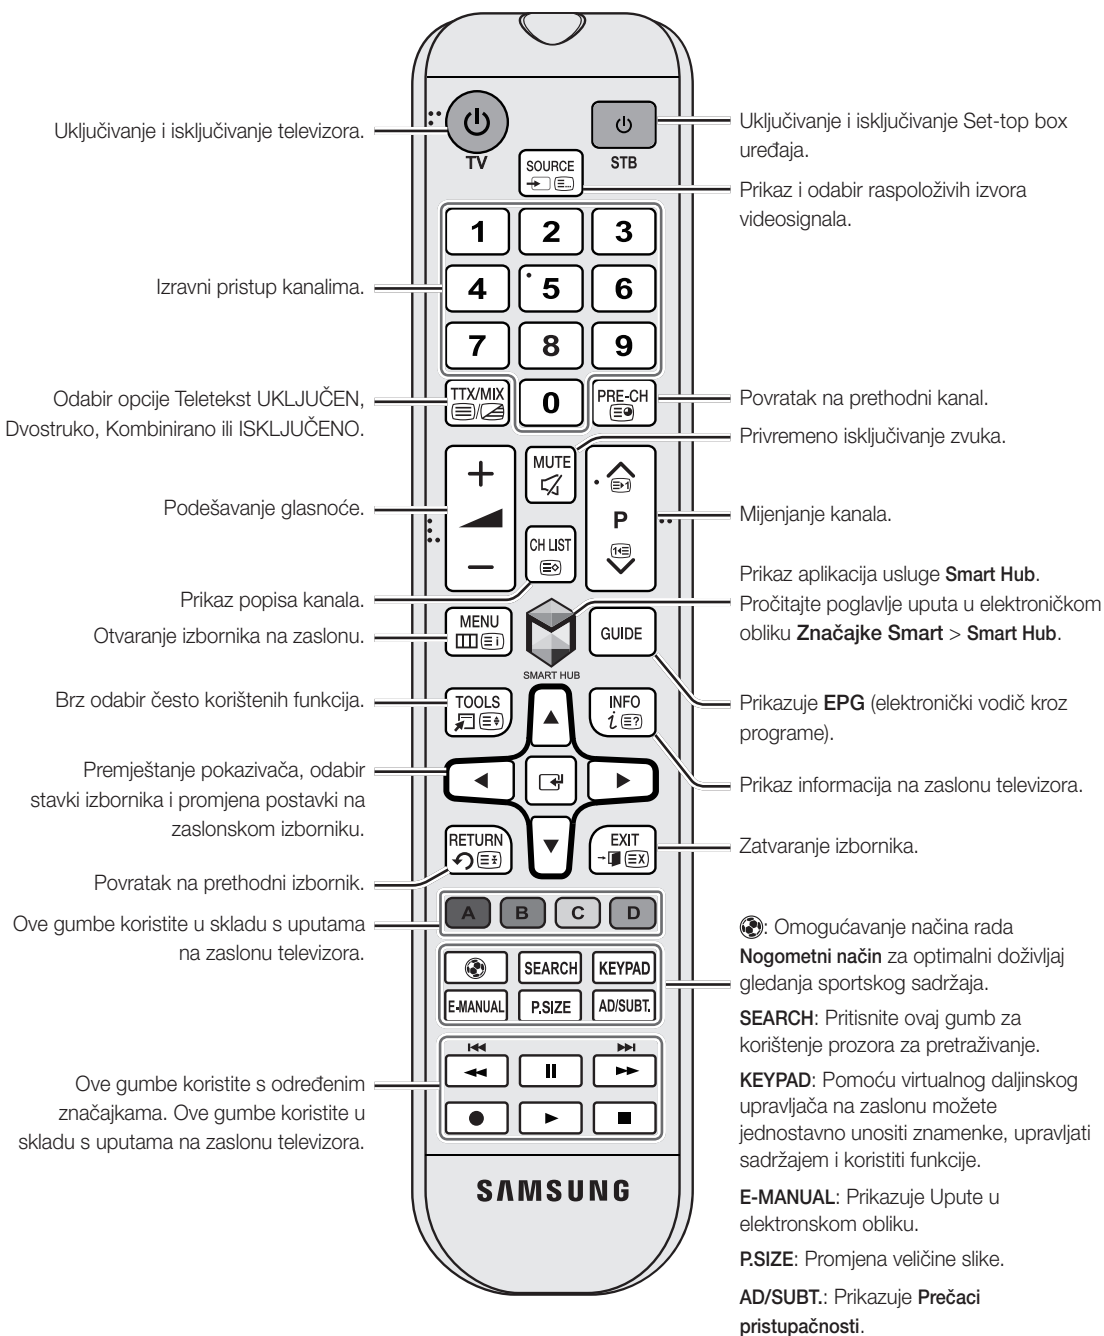 Uključivanje i isključivanje televizora.
TV
STB
Uključivanje i isključivanje Set-top box
uređaja.
SOURCE
Prikaz i odabir raspoloživih izvora
videosignala.
1 2 3
Izravni pristup kanalima.
4 5 6
7 8 9
Odabir opcije Teletekst UKLJUČEN,
Dvostruko, Kombinirano ili ISKLJUČENO.
TTX/MIX
0
PRE-CH
Povratak na prethodni kanal.
MUTE
Privremeno isključivanje zvuka.
+
P
−
Podešavanje glasnoće.
Mijenjanje kanala.
CH LIST
Prikaz popisa kanala.
Prikaz aplikacija usluge Smart Hub.
Pročitajte poglavlje uputa u elektroničkom
obliku Značajke Smart > Smart Hub.
MENU
Otvaranje izbornika na zaslonu.
SMART HUB
GUIDE
Prikazuje EPG (elektronički vodič kroz
programe).
Brz odabir često korištenih funkcija.
TOOLS
INFO
Prikaz informacija na zaslonu televizora.
Premještanje pokazivača, odabir
stavki izbornika i promjena postavki na
zaslonskom izborniku.
RETURN
EXIT
Zatvaranje izbornika.
Povratak na prethodni izbornik.
A B C D
Ove gumbe koristite u skladu s uputama
na zaslonu televizora.
SEARCH KEYPAD
E-MANUAL P.SIZE AD/SUBT.
: Omogućavanje načina rada
Nogometni način za optimalni doživljaj
gledanja sportskog sadržaja.
SEARCH: Pritisnite ovaj gumb za
korištenje prozora za pretraživanje.
KEYPAD: Pomoću virtualnog daljinskog
upravljača na zaslonu možete
jednostavno unositi znamenke, upravljati
sadržajem i koristiti funkcije.
E-MANUAL: Prikazuje Upute u
elektronskom obliku.
P.SIZE: Promjena veličine slike.
AD/SUBT.: Prikazuje Prečaci
pristupačnosti.
Ove gumbe koristite s određenim
značajkama. Ove gumbe koristite u
skladu s uputama na zaslonu televizora.
SAMSUNG